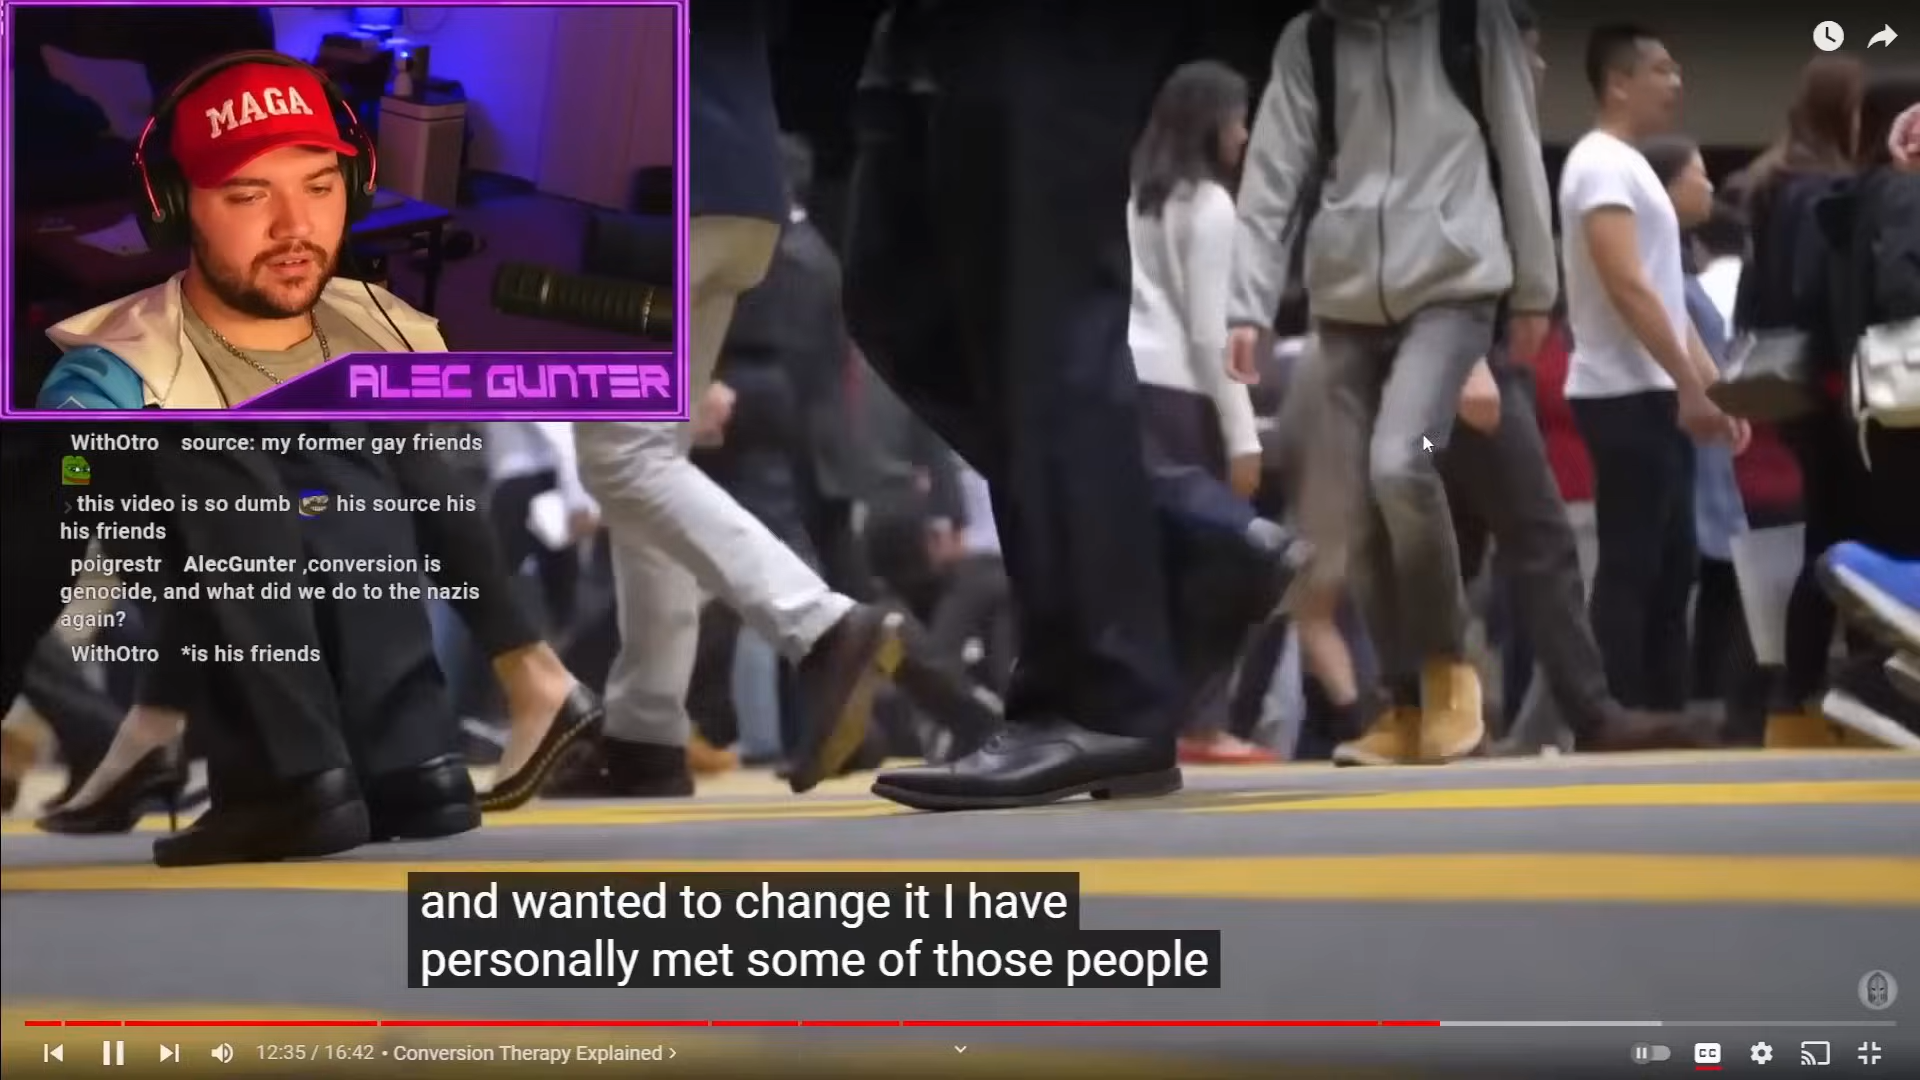 MAGA
ALEC GUNTER
WithOtro source: my former gay friends
this video is so dumb his source his
his friends
poigrestr AlecGunter ,conversion is
genocide, and what did we do to the nazis
again?
WithOtro *is his friends
and wanted to change it I have
personally met some of those people
12:35 / 16:42 • Conversion Therapy Explained >
CC